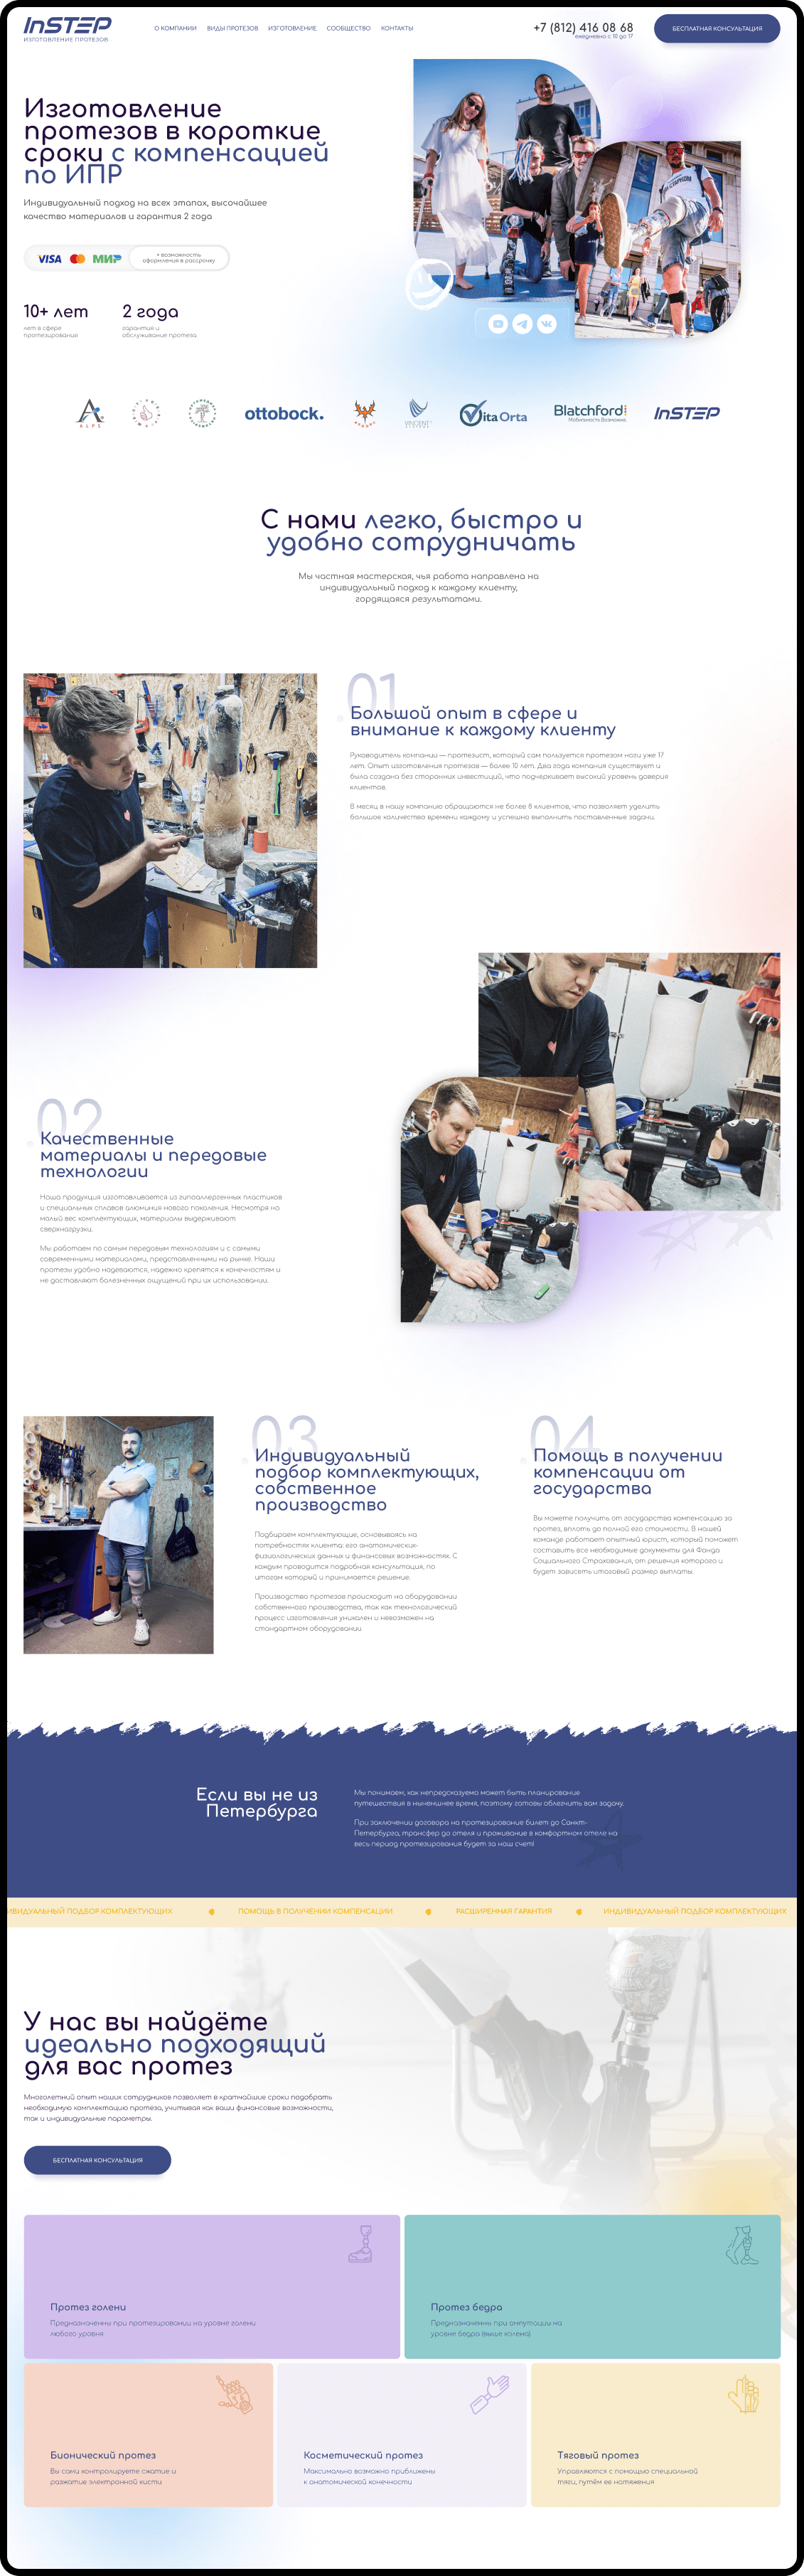 InSTEP
ИЗГОТОВЛЕНИЕ ПРОТЕЗОВ
О КОМПАНИИ ВИДЫ ПРОТЕЗОВ ИЗГОТОВЛЕНИЕ СООБЩЕСТВО КОНТАКТЫ
+7 (812) 416 08 68
ежедневно с 10 до 17
БЕСПЛАТНАЯ КОНСУЛЬТАЦИЯ
Изготовление
протезов в короткие
сроки с компенсацией
по ИПР
Индивидуальный подход на всех этапах, высочайшее
качество материалов и гарантия 2 года
VISA МИР
+ возможность
оформления в рассрочку
10+ лет
лет в сфере
протезирования
2 года
гарантия и
обслуживание протеза
ALPS
ottobock.
Vita Orta
Blatchford
Мобильность Возможна.
InSTEP
С нами легко, быстро и
удобно сотрудничать
Мы частная мастерская, чья работа направлена на
индивидуальный подход к каждому клиенту,
гордящаяся результатами.
01
Большой опыт в сфере и
внимание к каждому клиенту
Руководитель компании — протезист, который сам пользуется протезом ноги уже 17
лет. Опыт изготовления протезов — более 10 лет. Два года компания существует и
была создана без сторонних инвестиций, что подчеркивает высокий уровень доверия
клиентов.
В месяц в нашу компанию обращаются не более 8 клиентов, что позволяет уделить
большое количество времени каждому и успешно выполнить поставленные задачи.
02
Качественные
материалы и передовые
технологии
Наша продукция изготавливается из гипоаллергенных пластиков
и специальных сплавов алюминия нового поколения. Несмотря на
малый вес комплектующих, материалы выдерживают
сверхнагрузки.
Мы работаем по самым передовым технологиям и с самыми
современными материалами, представленными на рынке. Наши
протезы удобно надеваются, надежно крепятся к конечностям и
не доставляют болезненных ощущений при их использовании.
03
Индивидуальный
подбор комплектующих,
собственное
производство
Подбираем комплектующие, основываясь на
потребностях клиента: его анатомических-
физиологических данных и финансовых возможностях. С
каждым проводится подробная консультация, по
итогам который и принимается решение.
Производство протезов происходит на оборудовании
собственного производства, так как технологический
процесс изготовления уникален и невозможен на
стандартном оборудовании
04
Помощь в получении
компенсации от
государства
Вы можете получить от государства компенсацию за
протез, вплоть до полной его стоимости. В нашей
команде работает опытный юрист, который поможет
составить все необходимые документы для Фонда
Социального Страхования, от решения которого и
будет зависеть итоговый размер выплаты.
Если вы не из
Петербурга
Мы понимаем, как непредсказуемо может быть планирование
путешествия в нынешнее время, поэтому готовы облегчить вам задачу.
При заключении договора на протезирование билет до Санкт-
Петербурга, трансфер до отеля и проживание в комфортном отеле на
весь период протезирования будет за наш счет!
ИВИДУАЛЬНЫЙ ПОДБОР КОМПЛЕКТУЮЩИХ ПОМОЩЬ В ПОЛУЧЕНИИ КОМПЕНСАЦИИ РАСШИРЕННАЯ ГАРАНТИЯ ИНДИВИДУАЛЬНЫЙ ПОДБОР КОМПЛЕКТУЮЩИХ
У нас вы найдёте
идеально подходящий
для вас протез
Многолетний опыт наших сотрудников позволяет в кратчайшие сроки подобрать
необходимую комплектацию протеза, учитывая как ваши финансовые возможности,
так и индивидуальные параметры.
БЕСПЛАТНАЯ КОНСУЛЬТАЦИЯ
Протез голени
Предназначенны при протезировании на уровне голени
любого уровня
Протез бедра
Предназначенны при ампутации на
уровне бедра (выше колена)
Бионический протез
Вы сами контролируете сжатие и
разжатие электронной кисти
Косметический протез
Максимально возможно приближены
к анатомической конечности
Тяговый протез
Управляются с помощью специальной
тяги, путём ее натяжения